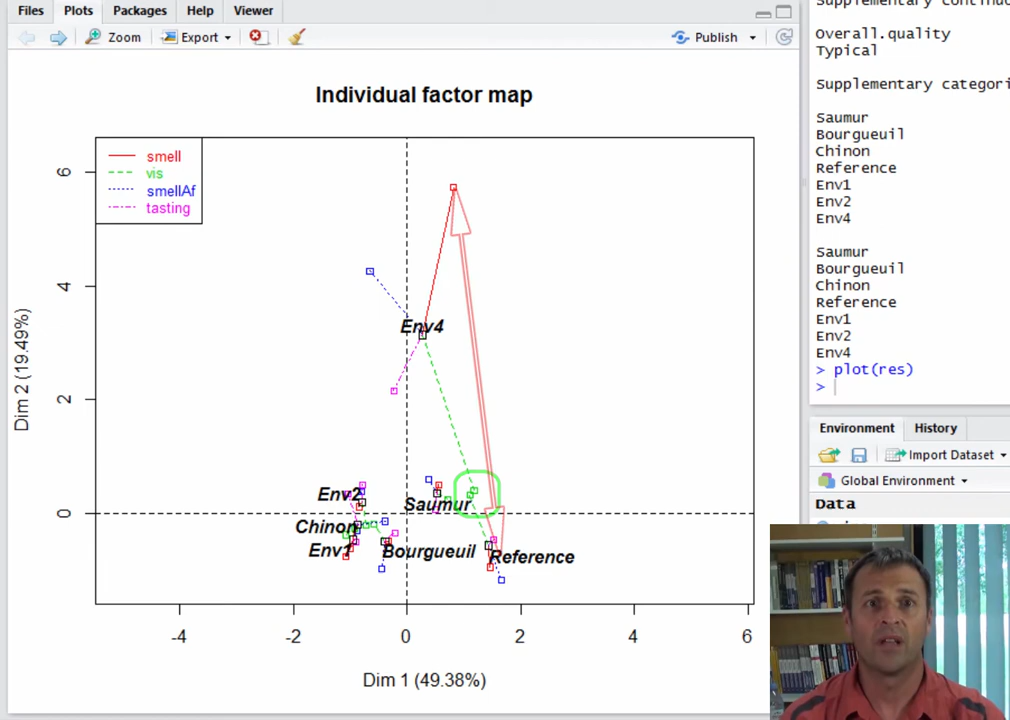 Files Plots Packages Help Viewer
Zoom Export Publish
Individual factor map
smell
vis
smellAf
tasting
6
4
2
0
Dim 2 (19.49%)
Env4
Env2
Saumur
Chinon
Env1
Bourgueuil
Reference
-4 -2 0 2 4 6
Dim 1 (49.38%)
Supplementary
Overall.quality
Typical
Supplementary
Saumur
Bourgueuil
Chinon
Reference
Env1
Env2
Env4
Saumur
Bourgueuil
Chinon
Reference
Env1
Env2
Env4
> plot(res)
>
Environment History
Import Dataset
Global Environment
Data